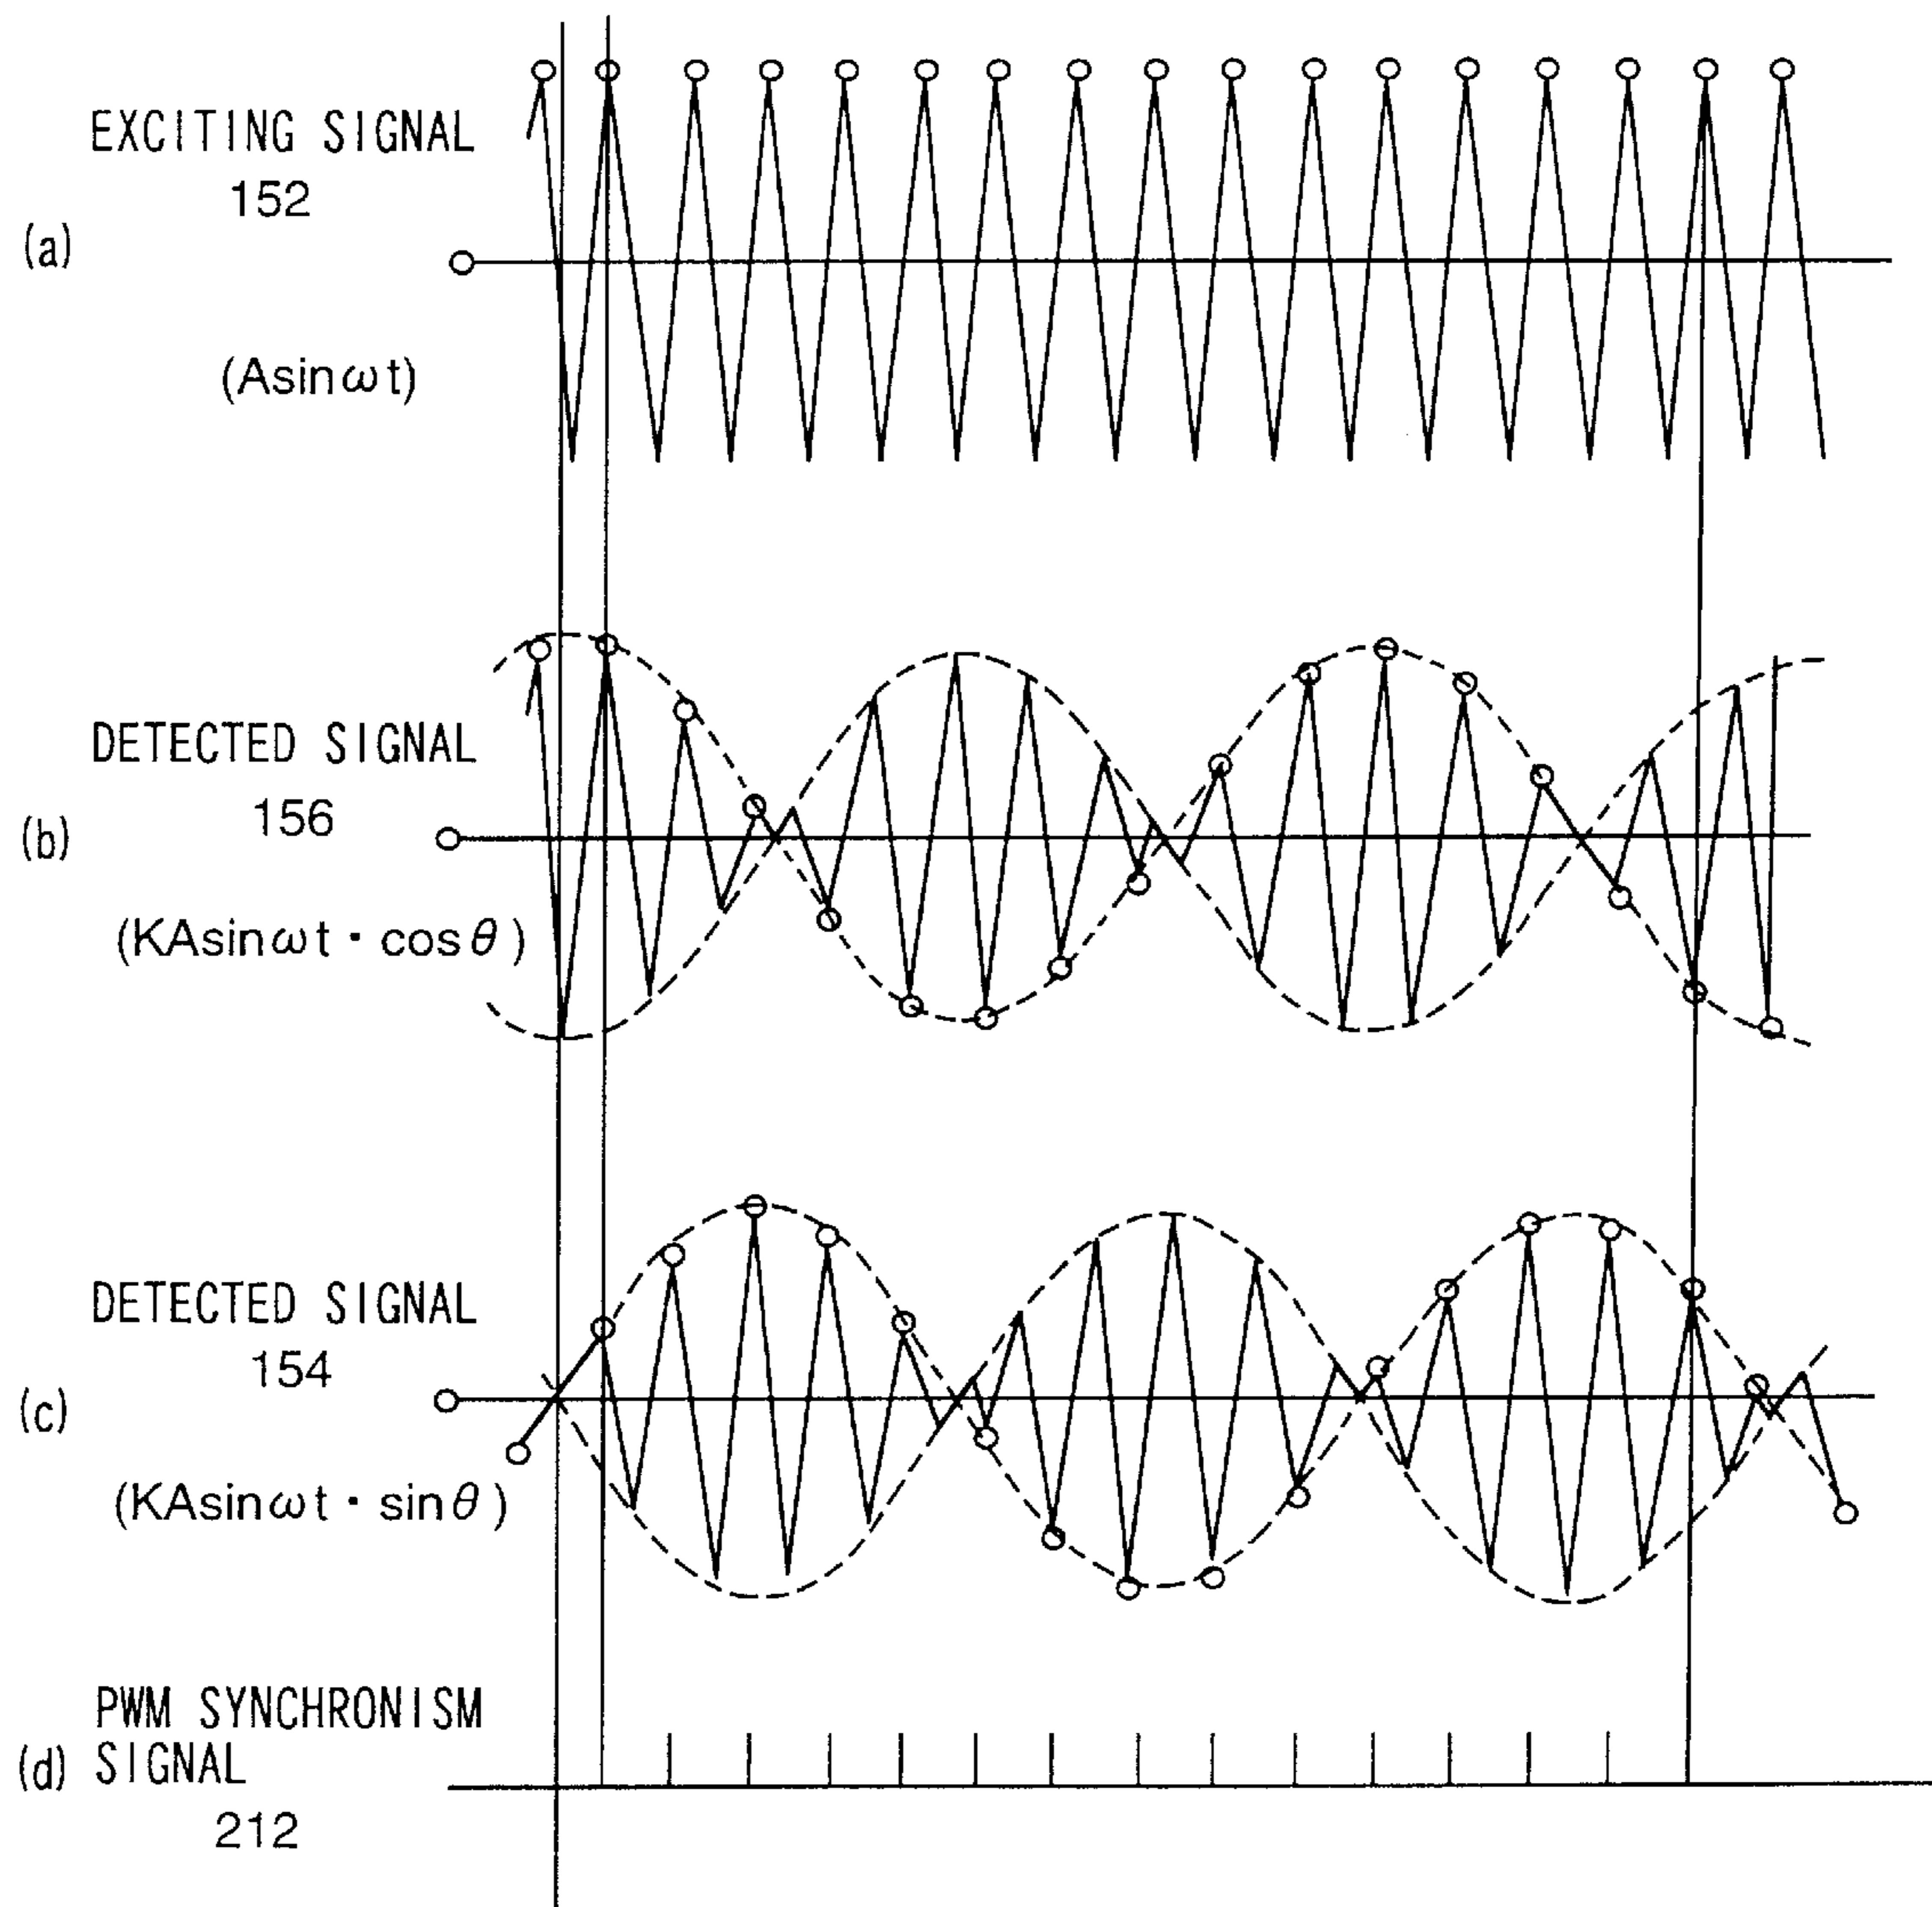 EXCITING SIGNAL
152
(a)
(Asinωt)
DETECTED SIGNAL
156
(b)
(KAsinωt・cosθ)
DETECTED SIGNAL
154
(c)
(KAsinωt・sinθ)
PWM SYNCHRONISM
(d) SIGNAL
212